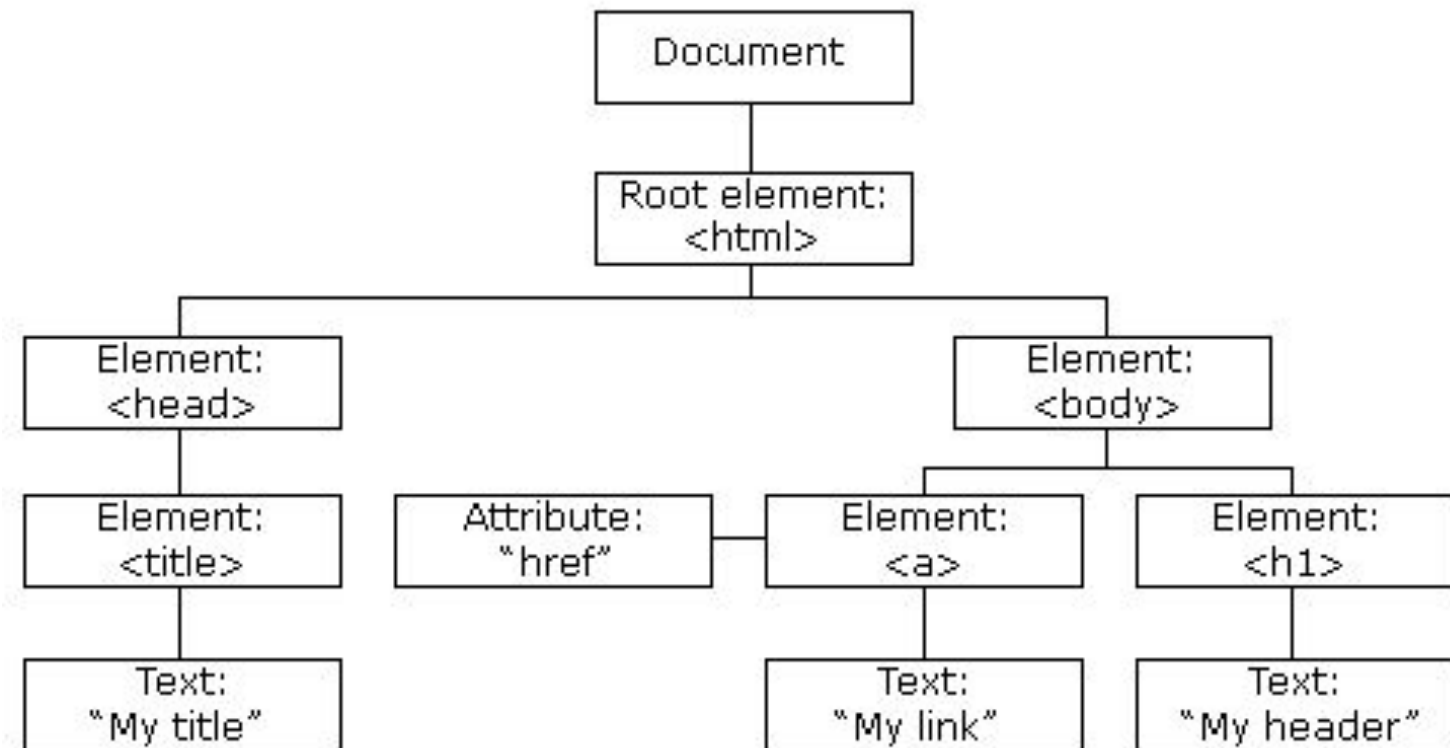 Document
Root element:
<html>
Element:
<head>
Element:
<body>
Element:
<title>
Attribute:
“href”
Element:
<a>
Element:
<h1>
Text:
“My title”
Text:
“My link”
Text:
“My header”